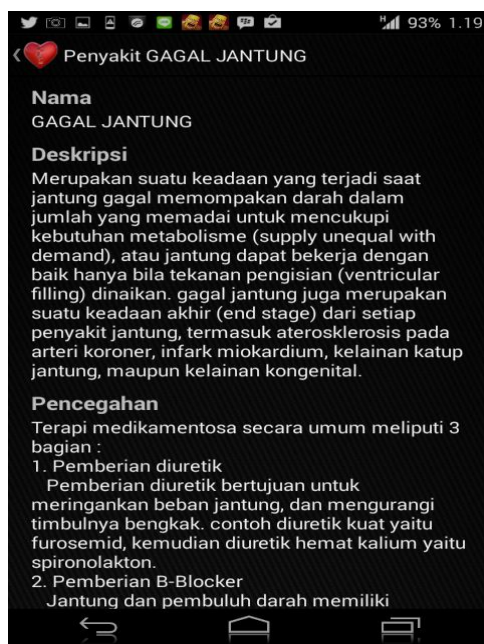 93% 1.19
Penyakit GAGAL JANTUNG
Nama
GAGAL JANTUNG
Deskripsi
Merupakan suatu keadaan yang terjadi saat
jantung gagal memompakan darah dalam
jumlah yang memadai untuk mencukupi
kebutuhan metabolisme (supply unequal with
demand), atau jantung dapat bekerja dengan
baik hanya bila tekanan pengisian (ventricular
filling) dinaikan. gagal jantung juga merupakan
suatu keadaan akhir (end stage) dari setiap
penyakit jantung, termasuk aterosklerosis pada
arteri koroner, infark miokardium, kelainan katup
jantung, maupun kelainan kongenital.
Pencegahan
Terapi medikamentosa secara umum meliputi 3
bagian :
1. Pemberian diuretik
Pemberian diuretik bertujuan untuk
meringankan beban jantung, dan mengurangi
timbulnya bengkak. contoh diuretik kuat yaitu
furosemid, kemudian diuretik hemat kalium yaitu
spironolakton.
2. Pemberian B-Blocker
Jantung dan pembuluh darah memiliki